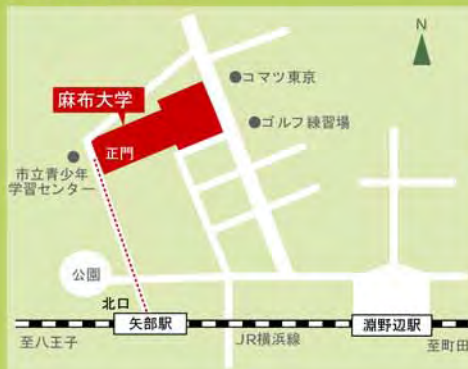 N
●コマツ東京
麻布大学
●ゴルフ練習場
正門
市立青少年
学習センター
公園
北口
矢部駅
淵野辺駅
至八王子
JR横浜線
至町田